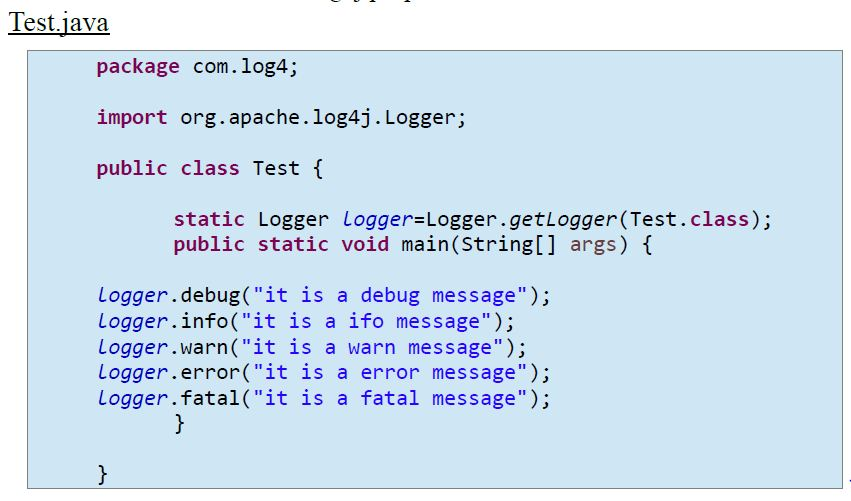 Test.java
package com.log4;
import org.apache.log4j.Logger;
public class Test {
static Logger logger=Logger.getLogger(Test.class);
public static void main(String[] args) {
logger.debug("it is a debug message");
logger.info("it is a ifo message");
logger.warn("it is a warn message");
logger.error("it is a error message");
logger.fatal("it is a fatal message");
}
}